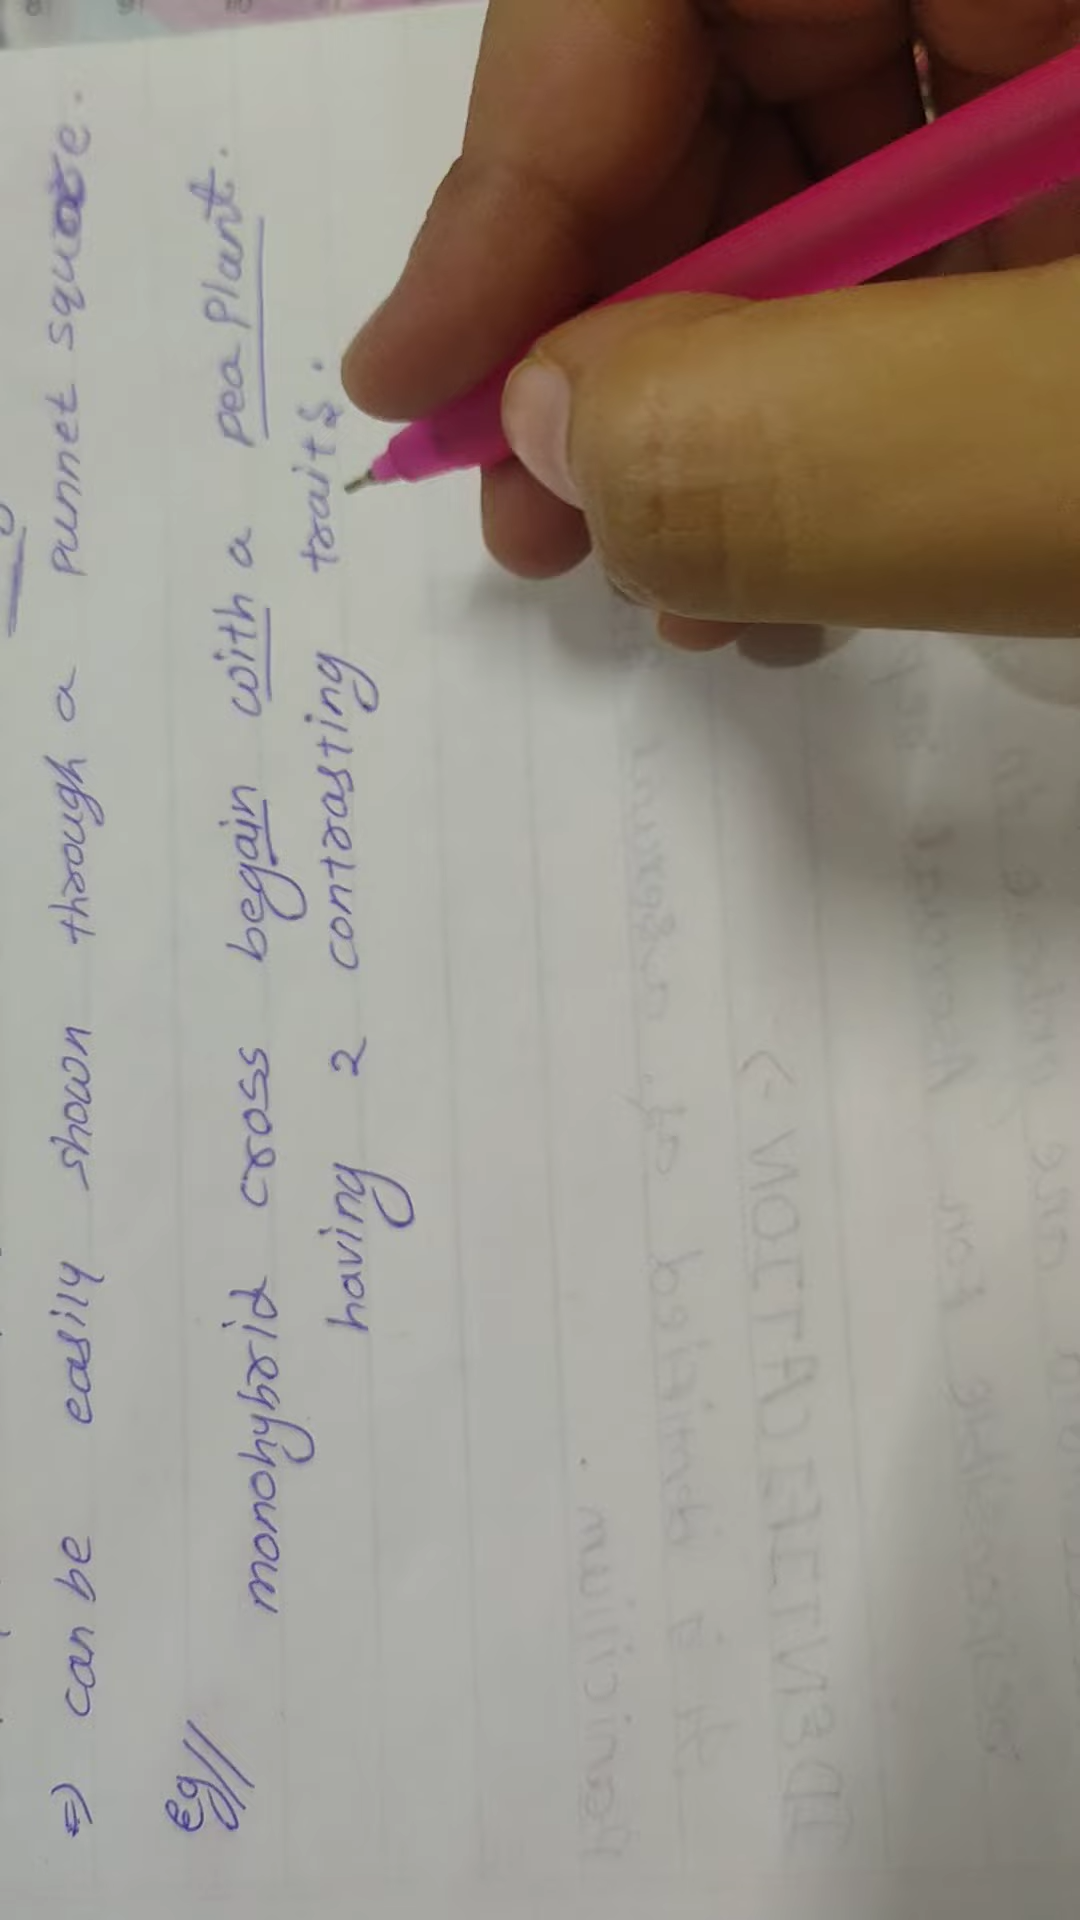 ⇒ can be easily shown through a punnet square.
Eg// monohybrid cross begain with a pea plant.
having 2 contrasting traits.